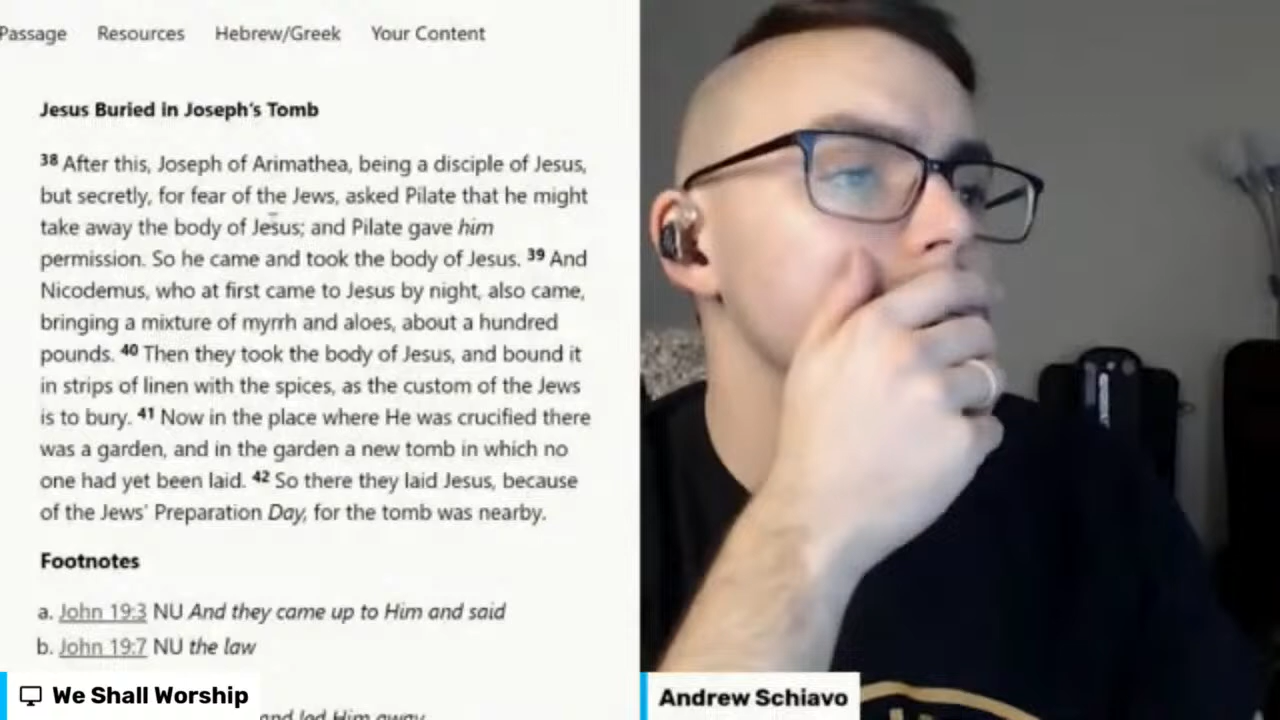 Passage Resources Hebrew/Greek Your Content
Jesus Buried in Joseph's Tomb
38 After this, Joseph of Arimathea, being a disciple of Jesus,
but secretly, for fear of the Jews, asked Pilate that he might
take away the body of Jesus; and Pilate gave him
permission. So he came and took the body of Jesus. 39 And
Nicodemus, who at first came to Jesus by night, also came,
bringing a mixture of myrrh and aloes, about a hundred
pounds. 40 Then they took the body of Jesus, and bound it
in strips of linen with the spices, as the custom of the Jews
is to bury. 41 Now in the place where He was crucified there
was a garden, and in the garden a new tomb in which no
one had yet been laid. 42 So there they laid Jesus, because
of the Jews' Preparation Day, for the tomb was nearby.
Footnotes
a. John 19:3 NU And they came up to Him and said
b. John 19:7 NU the law
and led Him away
We Shall Worship
Andrew Schiavo